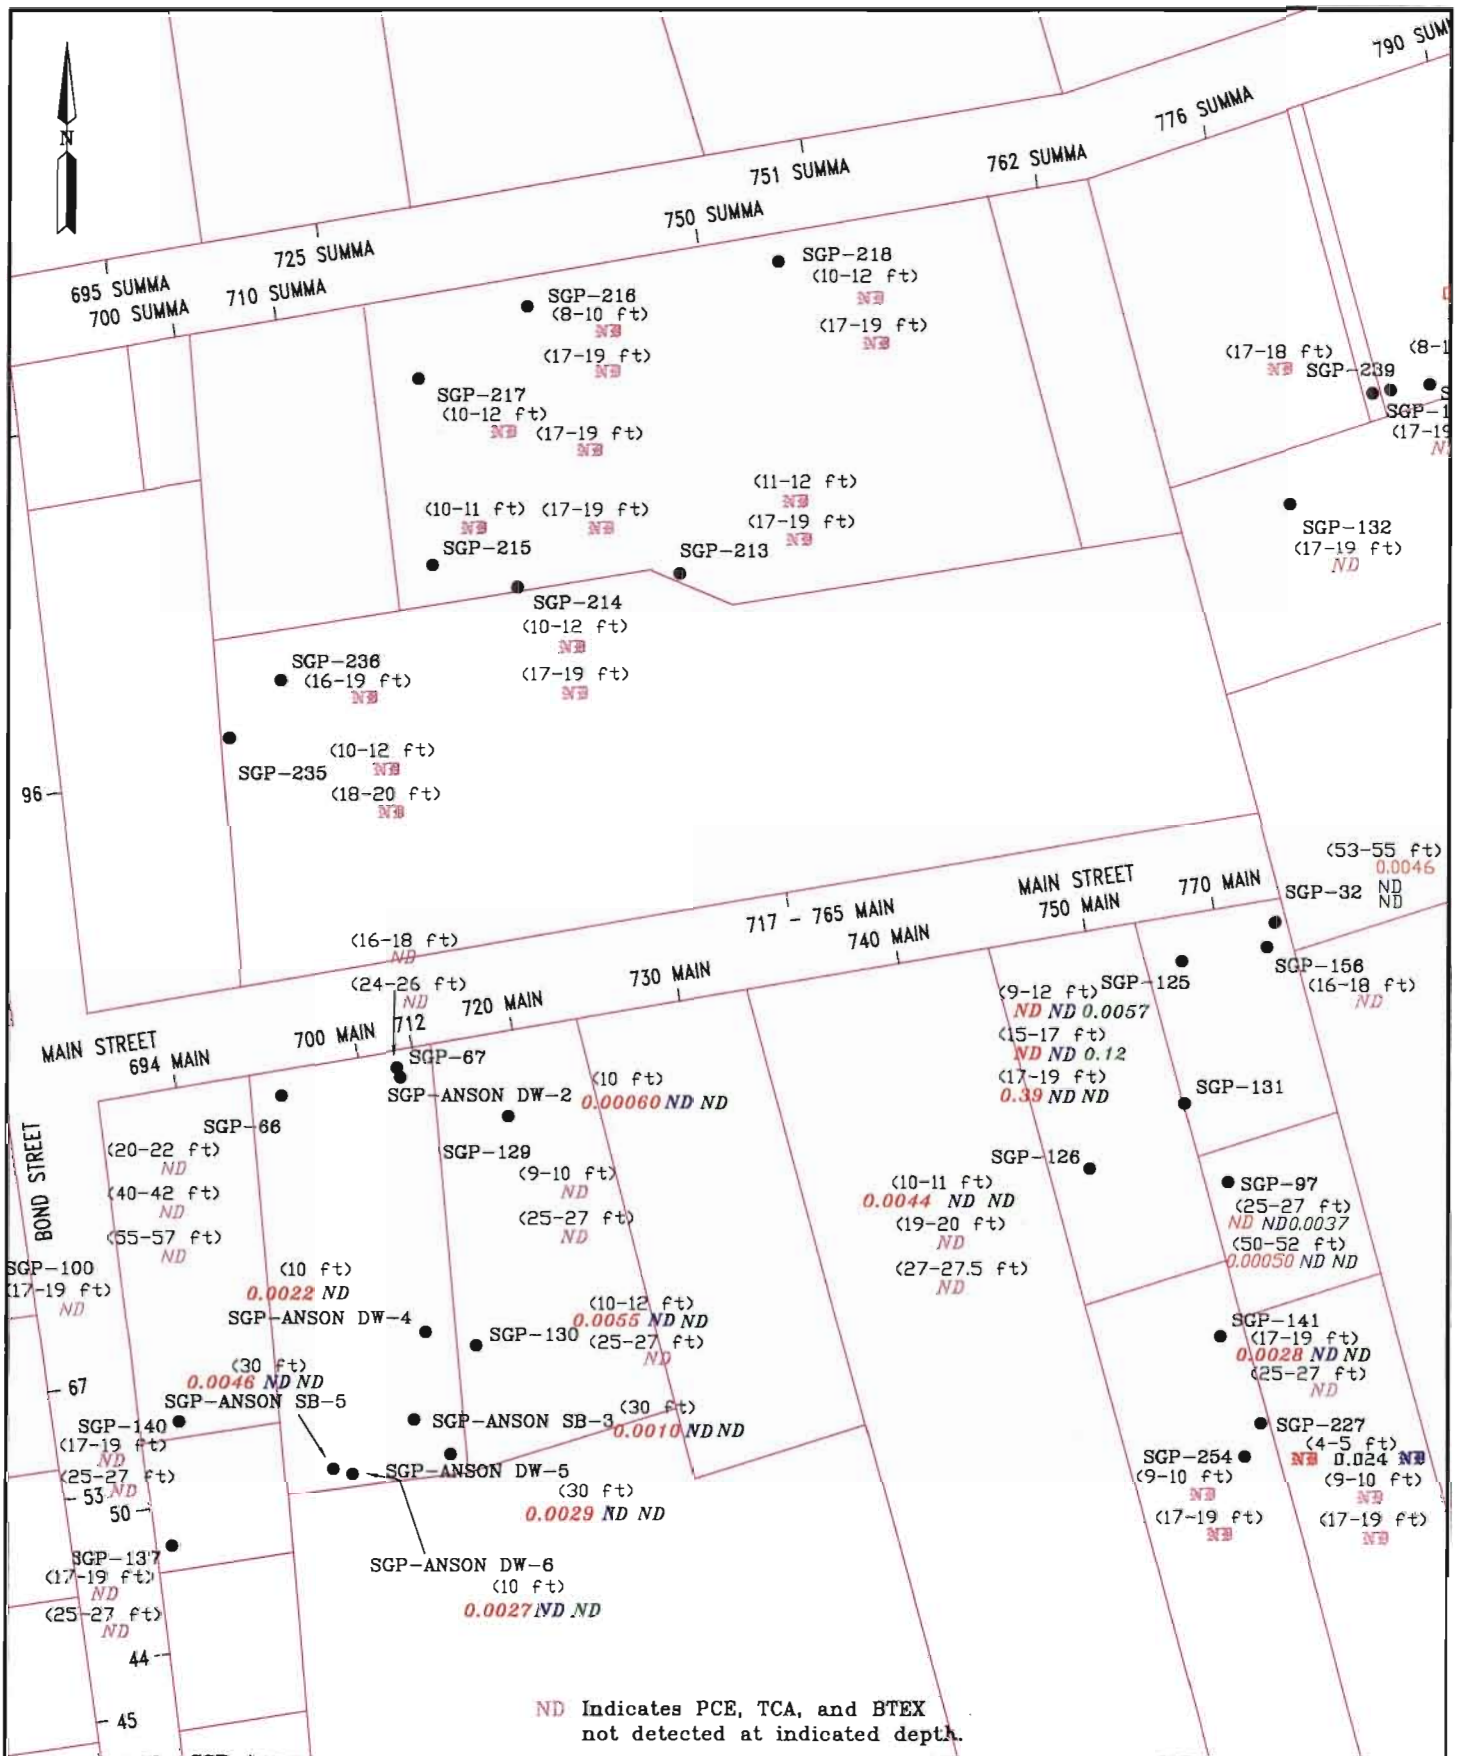 N
790 SUMM
776 SUMMA
762 SUMMA
751 SUMMA
750 SUMMA
725 SUMMA
695 SUMMA
710 SUMMA
700 SUMMA
SGP-218
(10-12 ft)
ND
(17-19 ft)
ND
SGP-216
(8-10 ft)
ND
(17-19 ft)
ND
SGP-217
(10-12 ft)
ND
(17-19 ft)
ND
(17-18 ft)
ND SGP-239
(8-1
SGP-1
(17-19
(10-11 ft) (17-19 ft)
ND ND
SGP-215
(11-12 ft)
ND
(17-19 ft)
ND
SGP-213
SGP-132
(17-19 ft)
ND
SGP-214
(10-12 ft)
ND
(17-19 ft)
ND
SGP-236
(16-19 ft)
ND
SGP-235
(10-12 ft)
ND
(18-20 ft)
ND
96
(53-55 ft)
0.0046
SGP-32 ND
ND
MAIN STREET
770 MAIN
750 MAIN
717 - 765 MAIN
740 MAIN
730 MAIN
720 MAIN
712
700 MAIN
MAIN STREET
694 MAIN
(16-18 ft)
ND
(24-26 ft)
ND
SGP-67
SGP-156
(16-18 ft)
ND
SGP-125
(9-12 ft)
ND ND 0.0057
(15-17 ft)
ND ND 0.12
(17-19 ft)
0.39 ND ND
SGP-131
SGP-ANSON DW-2
(10 ft)
0.00060 ND ND
SGP-66
(20-22 ft)
ND
(40-42 ft)
ND
(55-57 ft)
ND
BOND STREET
SGP-129
(9-10 ft)
ND
(25-27 ft)
ND
SGP-126
(10-11 ft)
0.0044 ND ND
(19-20 ft)
ND
(27-27.5 ft)
ND
SGP-97
(25-27 ft)
ND ND 0.0037
(50-52 ft)
0.00050 ND ND
SGP-100
(17-19 ft)
ND
(10 ft)
0.0022 ND
SGP-ANSON DW-4
SGP-130
(10-12 ft)
0.0055 ND ND
(25-27 ft)
ND
SGP-141
(17-19 ft)
0.0028 ND ND
(25-27 ft)
ND
(30 ft)
0.0046 ND ND
SGP-ANSON SB-5
67
SGP-140
(17-19 ft)
ND
(25-27 ft)
ND
53
50
SGP-ANSON SB-3
(30 ft)
0.0010 ND ND
SGP-ANSON DW-5
(30 ft)
0.0029 ND ND
SGP-227
(4-5 ft)
ND 0.024 ND
(9-10 ft)
ND
(17-19 ft)
ND
SGP-254
(9-10 ft)
ND
(17-19 ft)
ND
SGP-137
(17-19 ft)
ND
(25-27 ft)
ND
SGP-ANSON DW-6
(10 ft)
0.0027 ND ND
44
45
ND Indicates PCE, TCA, and BTEX
not detected at indicated depth.